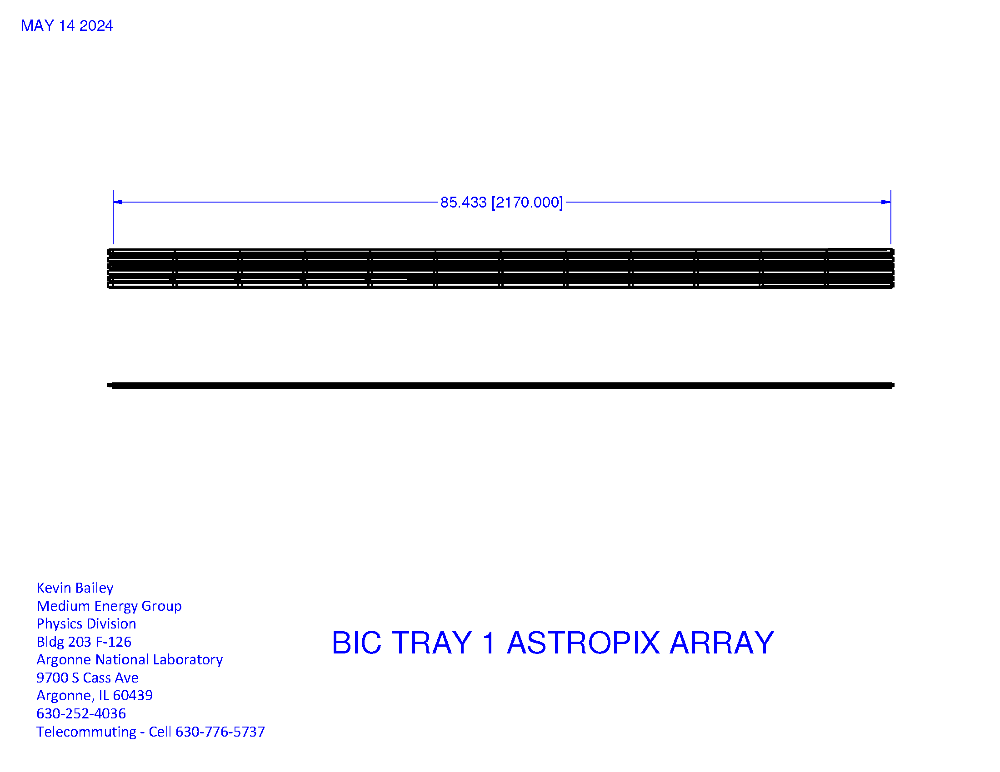 MAY 14 2024
85.433 [2170.000]
Kevin Bailey
Medium Energy Group
Physics Division
Bldg 203 F-126
Argonne National Laboratory
9700 S Cass Ave
Argonne, IL 60439
630-252-4036
Telecommuting - Cell 630-776-5737
BIC TRAY 1 ASTROPIX ARRAY